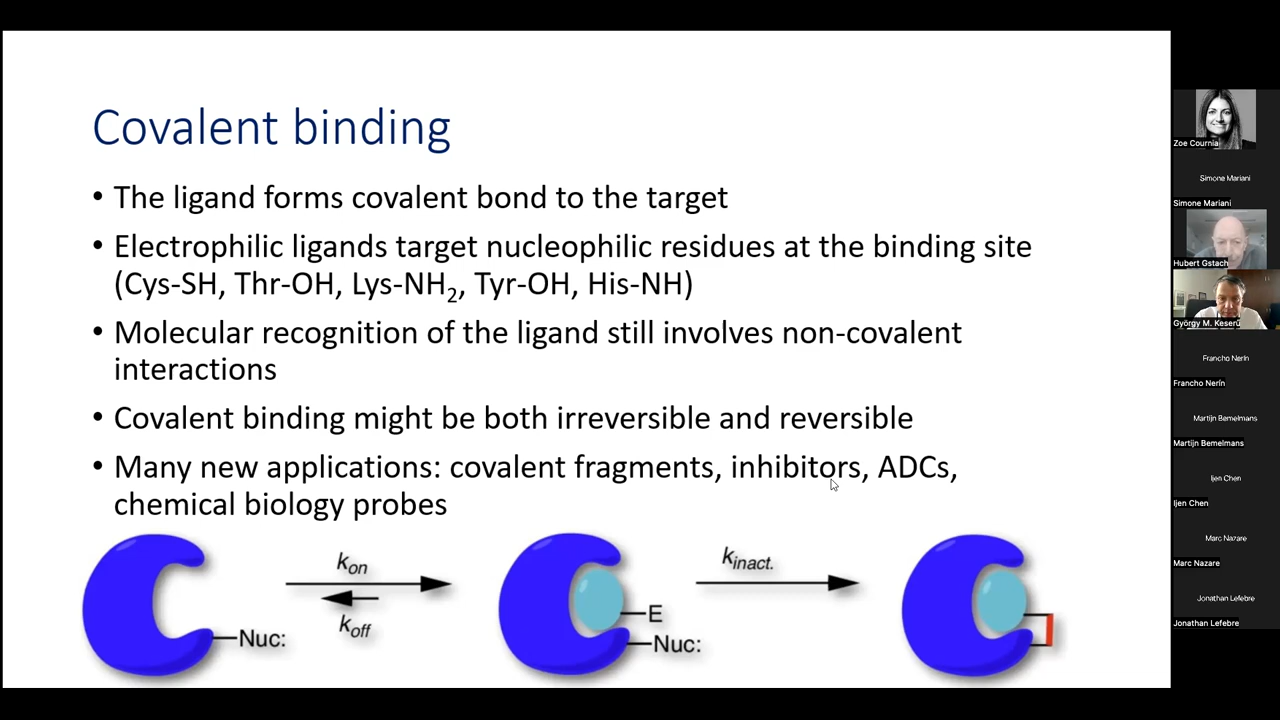 Covalent binding
• The ligand forms covalent bond to the target
• Electrophilic ligands target nucleophilic residues at the binding site
(Cys-SH, Thr-OH, Lys-NH₂, Tyr-OH, His-NH)
• Molecular recognition of the ligand still involves non-covalent
interactions
• Covalent binding might be both irreversible and reversible
• Many new applications: covalent fragments, inhibitors, ADCs,
chemical biology probes
kon
koff
Nuc:
E
Nuc:
kinact.
Zoe Cournia
Simone Mariani
Simone Mariani
Hubert Gstach
György M. Keserű
Francho Nerín
Francho Nerín
Martijn Bemelmans
Martijn Bemelmans
Ijen Chen
Ijen Chen
Marc Nazare
Marc Nazare
Jonathan Lefebre
Jonathan Lefebre